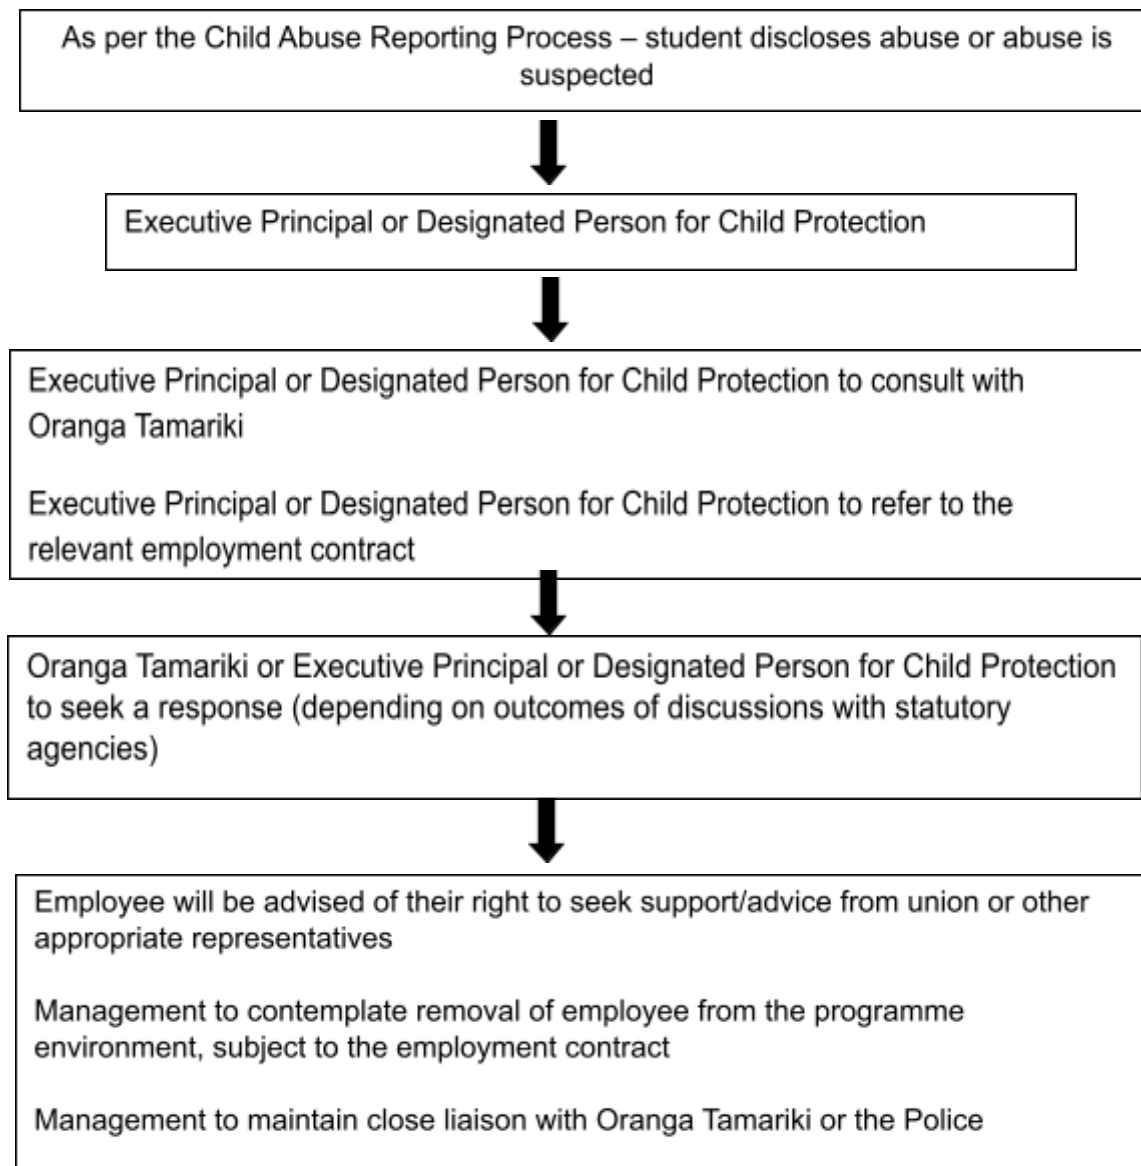 As per the Child Abuse Reporting Process – student discloses abuse or abuse is
suspected
Executive Principal or Designated Person for Child Protection
Executive Principal or Designated Person for Child Protection to consult with
Oranga Tamariki
Executive Principal or Designated Person for Child Protection to refer to the
relevant employment contract
Oranga Tamariki or Executive Principal or Designated Person for Child Protection
to seek a response (depending on outcomes of discussions with statutory
agencies)
Employee will be advised of their right to seek support/advice from union or other
appropriate representatives
Management to contemplate removal of employee from the programme
environment, subject to the employment contract
Management to maintain close liaison with Oranga Tamariki or the Police